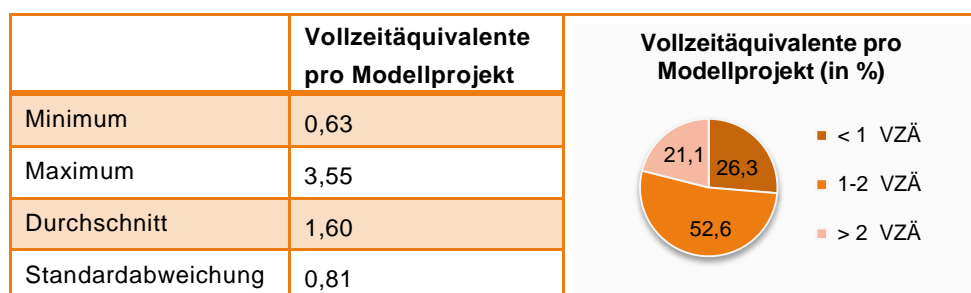 Vollzeitäquivalente
pro Modellprojekt
Minimum 0,63
Maximum 3,55
Durchschnitt 1,60
Standardabweichung 0,81
Vollzeitäquivalente pro
Modellprojekt (in %)
21,1
26,3
52,6
< 1 VZÄ
1-2 VZÄ
> 2 VZÄ